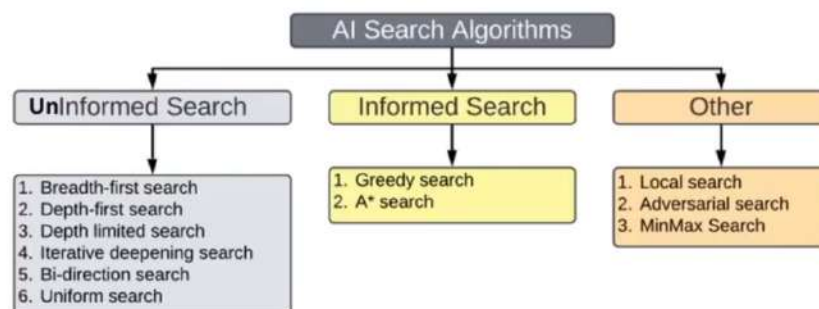 AI Search Algorithms
UnInformed Search
Informed Search
Other
1. Breadth-first search
2. Depth-first search
3. Depth limited search
4. Iterative deepening search
5. Bi-direction search
6. Uniform search
1. Greedy search
2. A* search
1. Local search
2. Adversarial search
3. MinMax Search